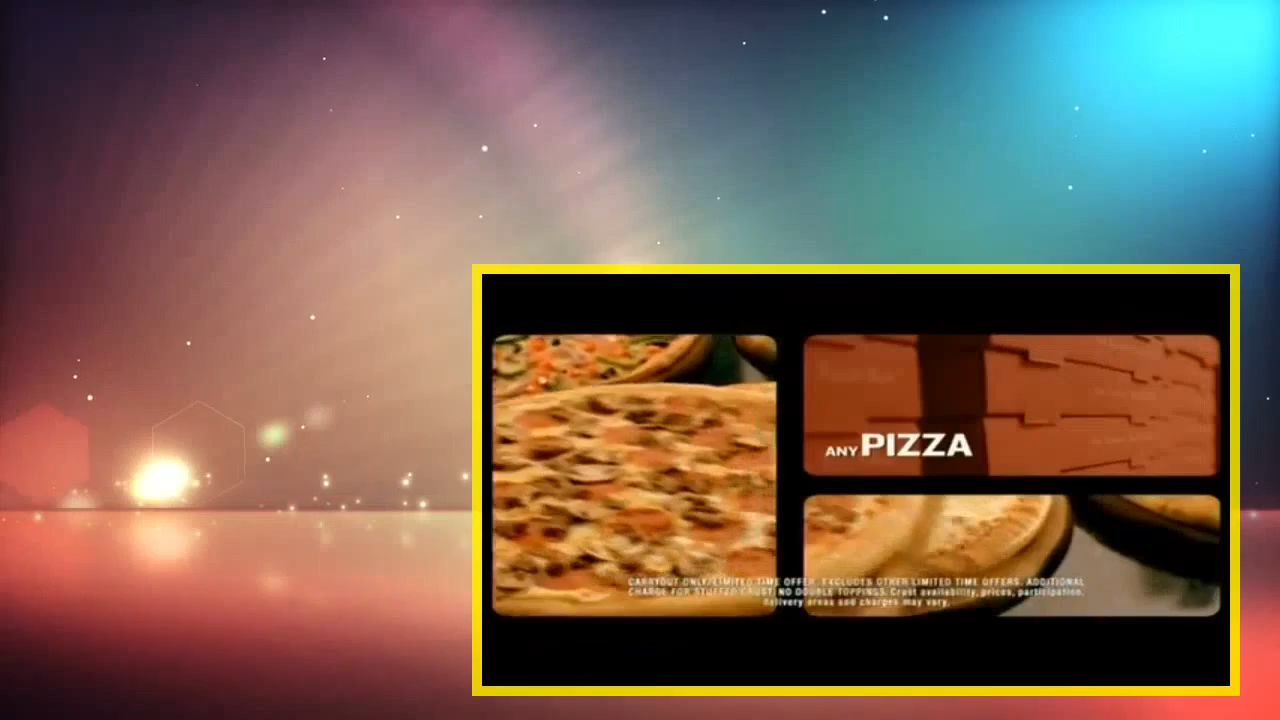 ANY PIZZA
CARRYOUT ONLY/LIMITED TIME OFFER. EXCLUDES OTHER LIMITED TIME OFFERS. ADDITIONAL
CHARGE FOR STUFFED CRUST. NO DOUBLE TOPPINGS. Crust availability, prices, participation,
delivery areas and charges may vary.